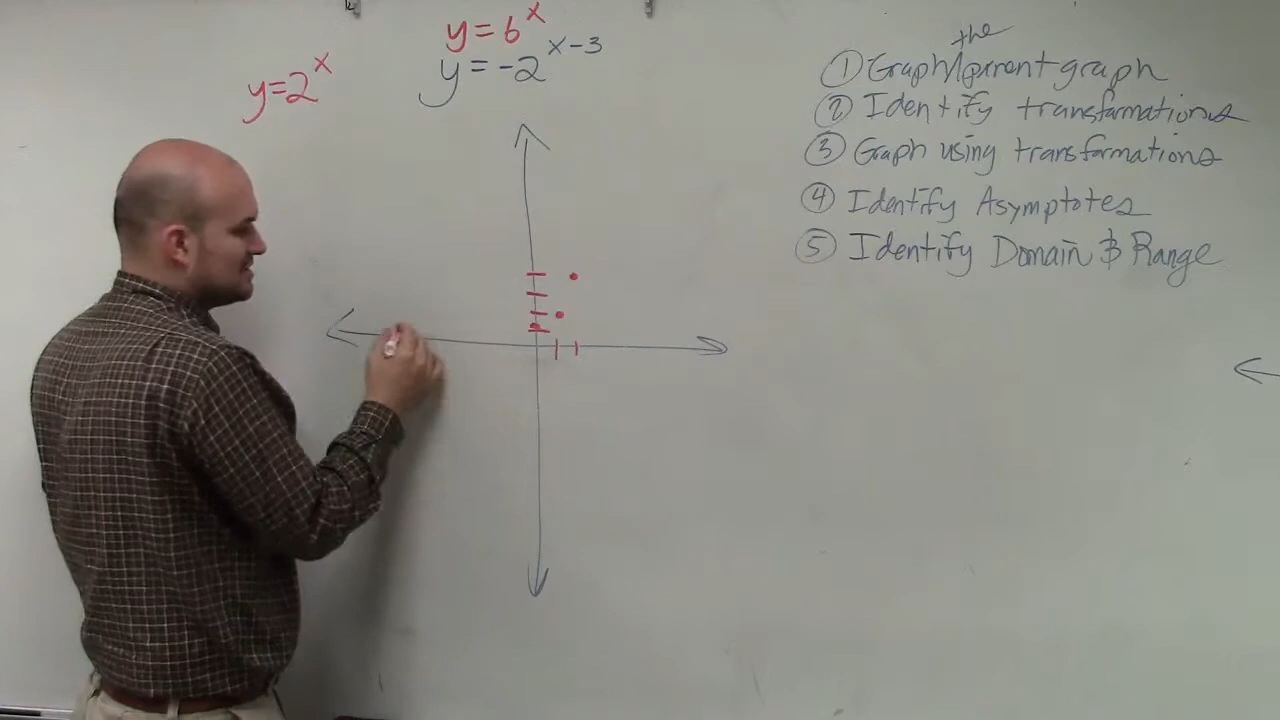 y=6^x
y=-2^x-3
y=2^x
the
① Graph parent graph
② Identify transformations
③ Graph using transformations
④ Identify Asymptotes
⑤ Identify Domain & Range